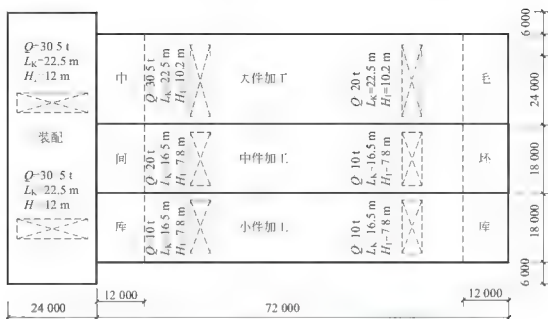 Q=30 5 t
L_K=22.5 m
H_=12 m
装配
Q-30 5 t
L_K 22.5 m
H -12 m
中
间
库
Q 30.5 t
L_K 22.5 m
H_1 10.2 m
大件加工
Q 20 t
L_K=22.5 m
H_1=10.2 m
毛
坯
库
Q 20 t
L_K 16.5 m
H_1 7.8 m
中件加工
Q 10 t
L_K-16.5 m
H_1-7.8 m
Q 10 t
L_K 16.5 m
H_1 7 8 m
小件加工
Q 10 t
L_K 16.5 m
H_1 7.8 m
6 000
24 000
18 000
18 000
6 000
12 000
12 000
24 000
72 000